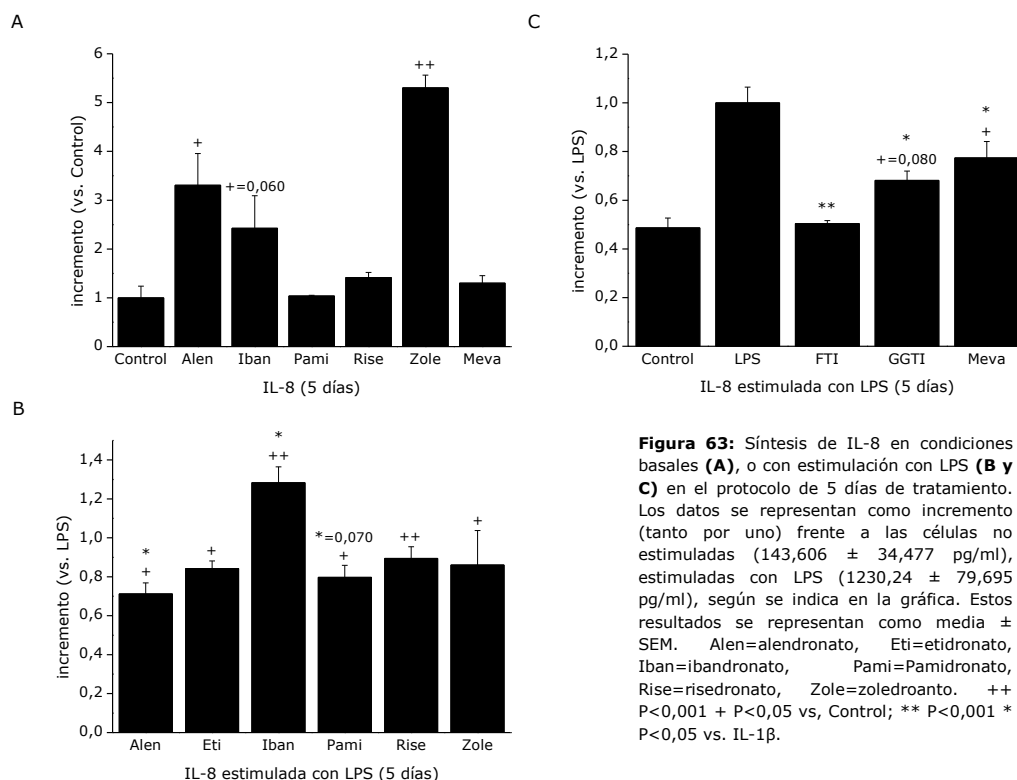 A
6
5
4
3
2
1
0
incremento (vs. Control)
+
+=0,060
++
Control Alen Iban Pami Rise Zole Meva
IL-8 (5 días)
B
1,4
1,2
1,0
0,8
0,6
0,4
0,2
0,0
incremento (vs. LPS)
*
+
+
*
++
*=0,070
+
++
+
Alen Eti Iban Pami Rise Zole
IL-8 estimulada con LPS (5 días)
C
1,2
1,0
0,8
0,6
0,4
0,2
0,0
incremento (vs. LPS)
**
*
+=0,080
*
+
Control LPS FTI GGTI Meva
IL-8 estimulada con LPS (5 días)
Figura 63: Síntesis de IL-8 en condiciones
basales (A), o con estimulación con LPS (B y
C) en el protocolo de 5 días de tratamiento.
Los datos se representan como incremento
(tanto por uno) frente a las células no
estimuladas (143,606 ± 34,477 pg/ml),
estimuladas con LPS (1230,24 ± 79,695
pg/ml), según se indica en la gráfica. Estos
resultados se representan como media ±
SEM. Alen=alendronato, Eti=etidronato,
Iban=ibandronato, Pami=Pamidronato,
Rise=risedronato, Zole=zoledroanto. ++
P<0,001 + P<0,05 vs, Control; ** P<0,001 *
P<0,05 vs. IL-1β.